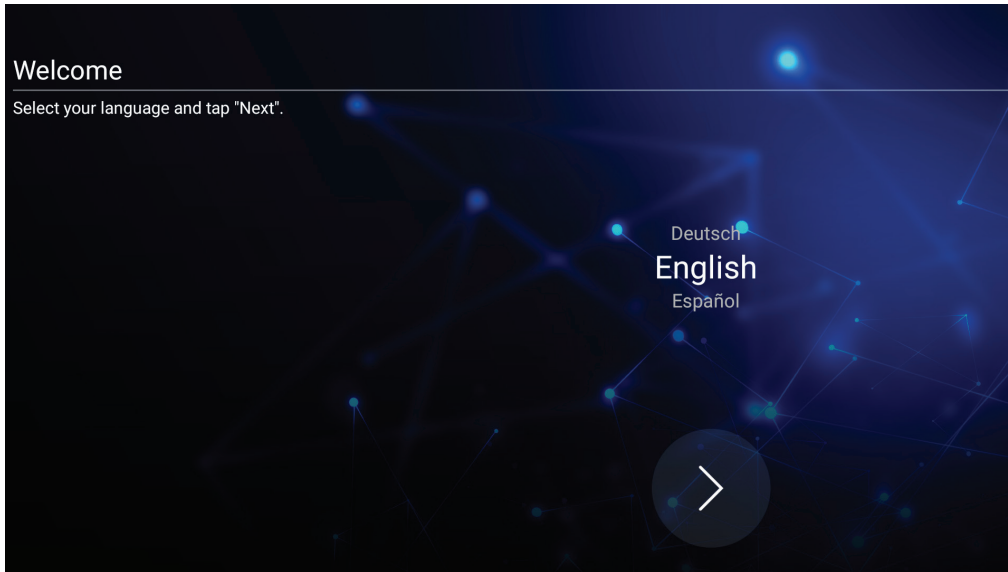 Welcome
Select your language and tap "Next".
Deutsch
English
Español